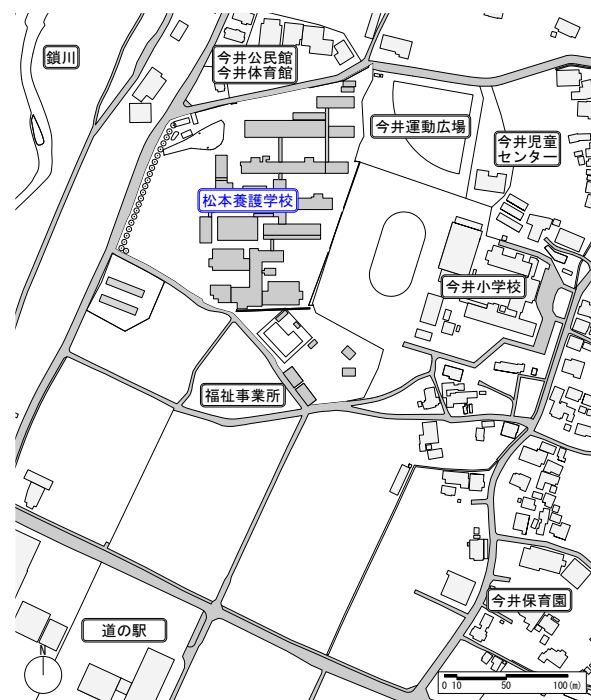 鎖川
今井公民館
今井体育館
今井運動広場
今井児童
センター
松本養護学校
今井小学校
福祉事業所
今井保育園
道の駅
N
0 10 50 100(m)